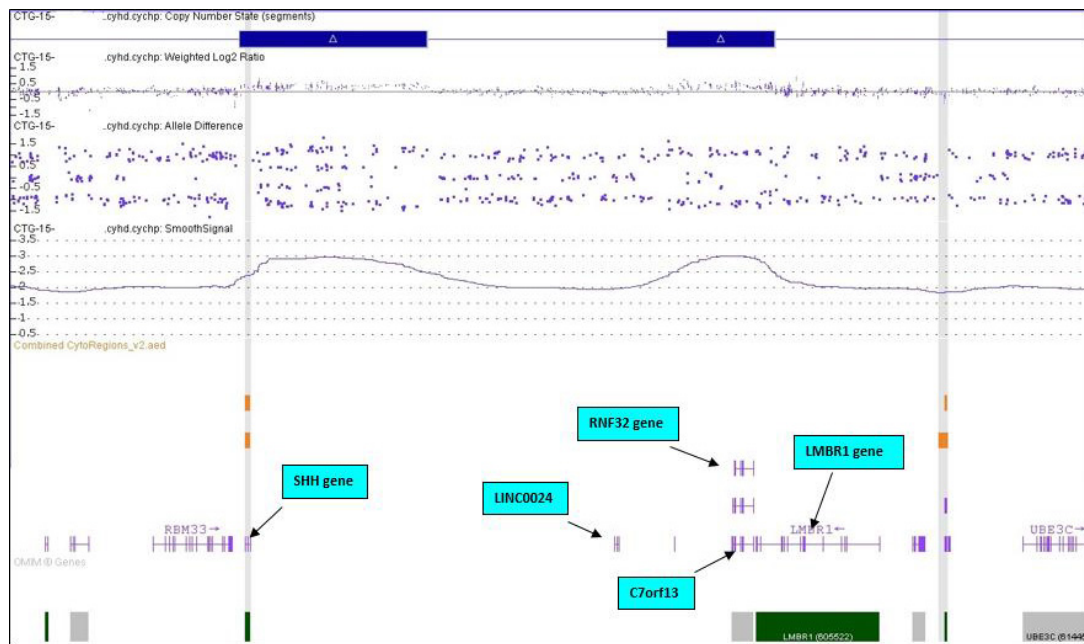 CTG-15- .cyhd.cychp: Copy Number State (segments)
CTG-15- .cyhd.cychp: Weighted Log2 Ratio
1.5
0.5
-0.5
-1.5
CTG-15- .cyhd.cychp: Allele Difference
1.5
0.5
-0.5
-1.5
CTG-15- .cyhd.cychp: SmoothSignal
3.5
3
2.5
2
1.5
1
0.5
Combined CytoRegions_v2.aed
RNF32 gene
LMBR1 gene
SHH gene
LINC0024
RBM33→
LMBR1←
UBE3C→
OMIM ® Genes
C7orf13
LMBR1 (605522)
UBE3C